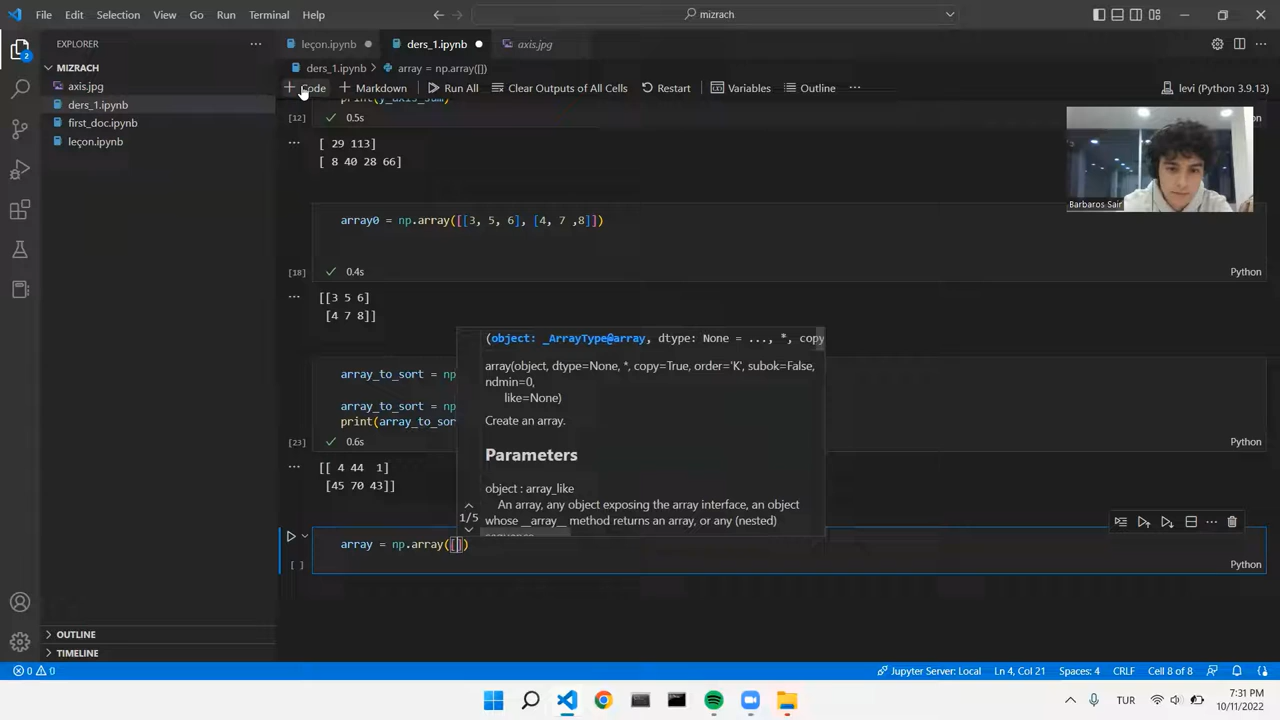 File Edit Selection View Go Run Terminal Help
mizrach
EXPLORER
MIZRACH
axis.jpg
ders_1.ipynb
first_doc.ipynb
leçon.ipynb
OUTLINE
TIMELINE
leçon.ipynb
ders_1.ipynb
axis.jpg
ders_1.ipynb > array = np.array([])
Code Markdown Run All Clear Outputs of All Cells Restart Variables Outline ...
levi (Python 3.9.13)
print(y_axis_sum)
[12] 0.5s
[ 29 113]
[ 8 40 28 66]
Barbaros Sair
array0 = np.array([[3, 5, 6], [4, 7 ,8]])
[18] 0.4s Python
[[3 5 6]
[4 7 8]]
array_to_sort = np
array_to_sort = np
print(array_to_sor
[23] 0.6s Python
[[ 4 44 1]
[45 70 43]]
(object: _ArrayType@array, dtype: None = ..., *, copy
array(object, dtype=None, *, copy=True, order='K', subok=False,
ndmin=0,
like=None)
Create an array.
Parameters
object : array_like
An array, any object exposing the array interface, an object
whose __array__ method returns an array, or any (nested)
sequence.
1/5
array = np.array([])
[ ] Python
0 0 Jupyter Server: Local Ln 4, Col 21 Spaces: 4 CRLF Cell 8 of 8
2
TUR
7:31 PM
10/11/2022